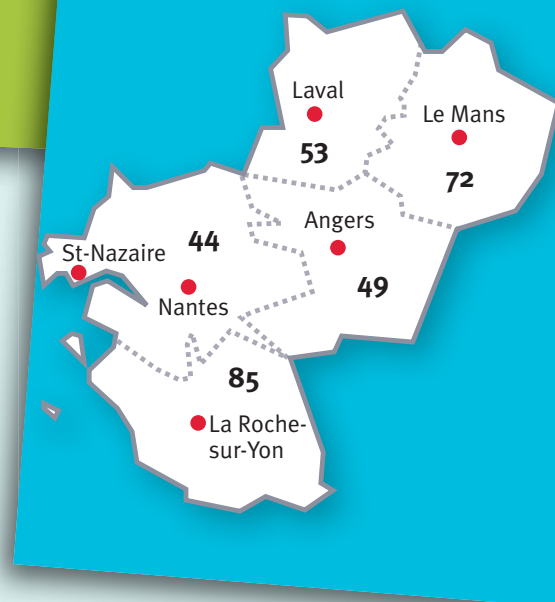 Laval
53
Le Mans
72
Angers
49
44
St-Nazaire
Nantes
85
La Roche-
sur-Yon